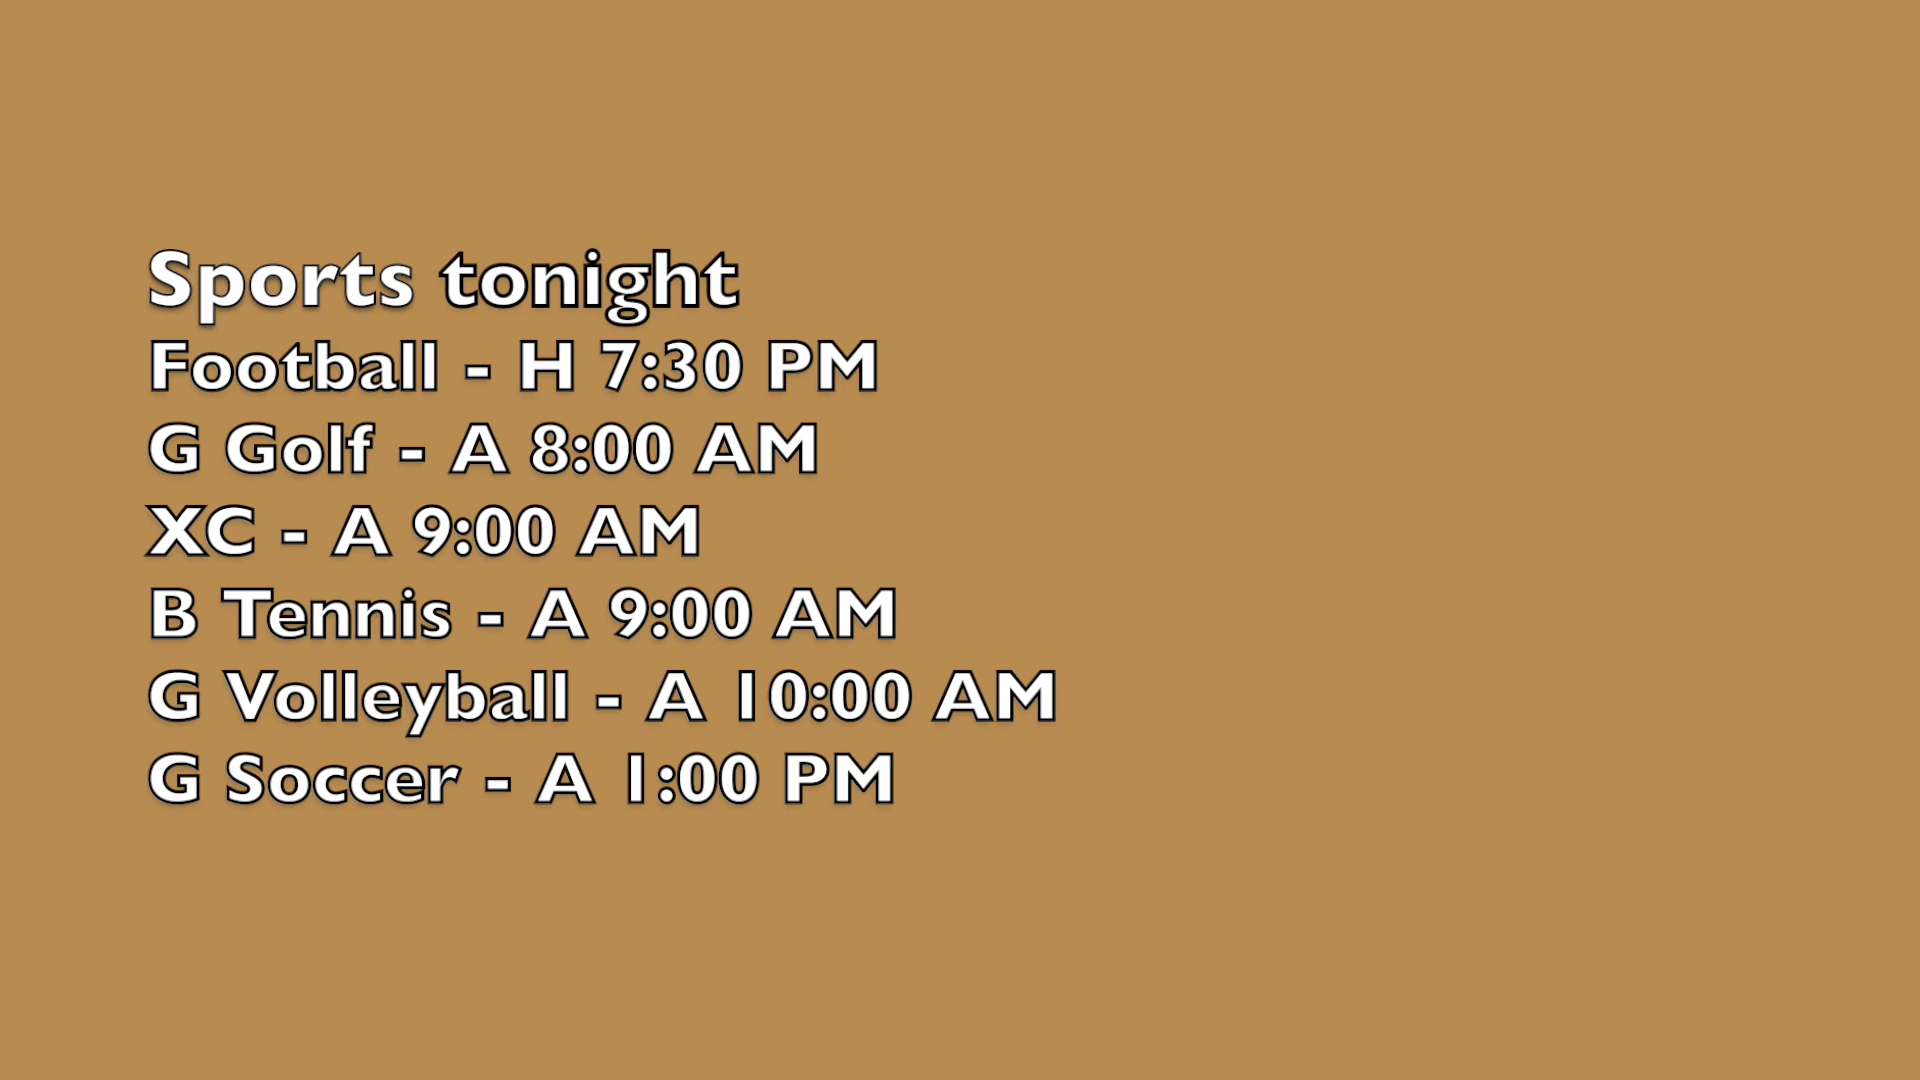 Sports tonight
Football - H 7:30 PM
G Golf - A 8:00 AM
XC - A 9:00 AM
B Tennis - A 9:00 AM
G Volleyball - A 10:00 AM
G Soccer - A 1:00 PM